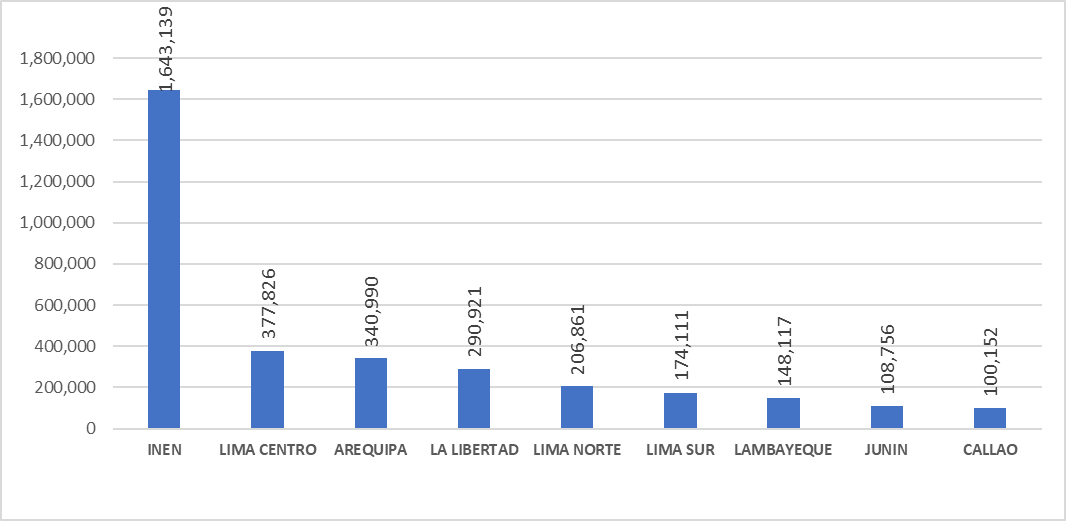 1,643,139
1,800,000
1,600,000
1,400,000
1,200,000
1,000,000
800,000
600,000
400,000
200,000
0
377,826
340,990
290,921
206,861
174,111
148,117
108,756
100,152
INEN
LIMA CENTRO
AREQUIPA
LA LIBERTAD
LIMA NORTE
LIMA SUR
LAMBAYEQUE
JUNIN
CALLAO